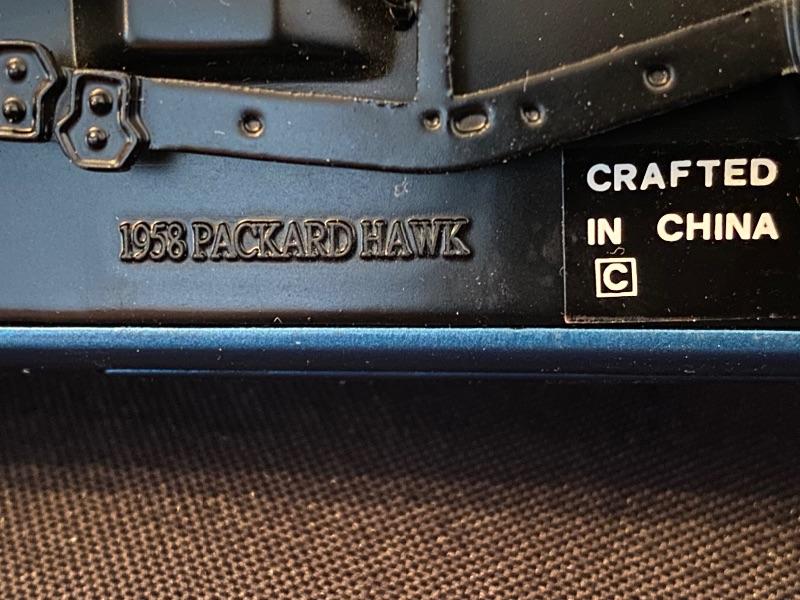 1958 PACKARD HAWK
CRAFTED
IN CHINA
C